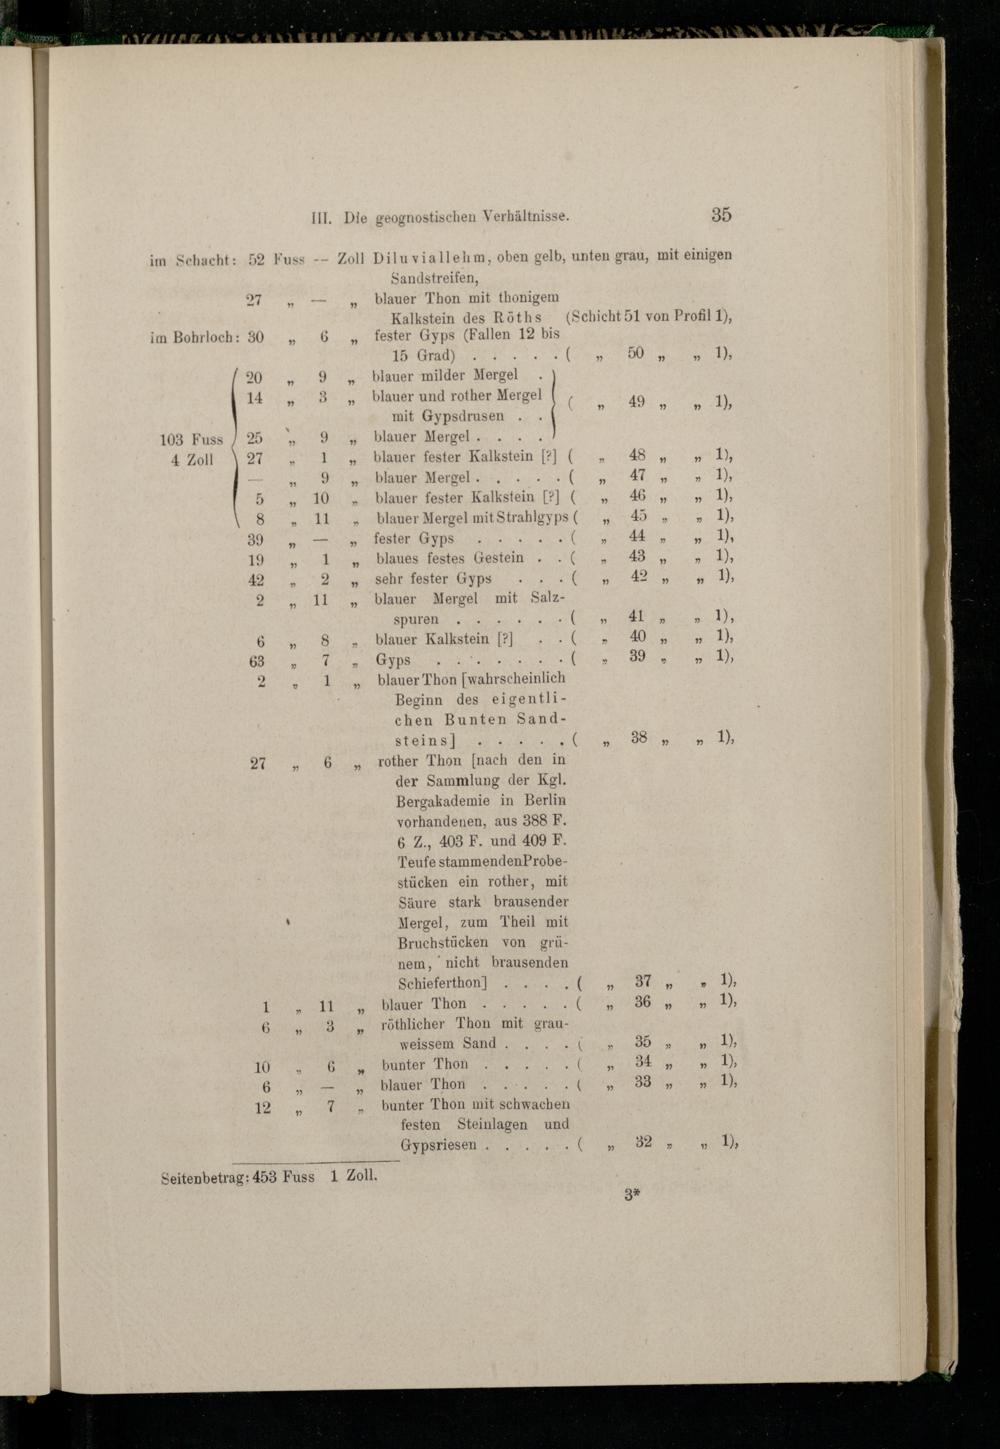 III. Die geognostischen Verhältnisse. 35
im Schacht: 52 Fuss — Zoll Diluviallehm, oben gelb, unten grau, mit einigen
Sandstreifen,
27 „ — „ blauer Thon mit thonigem
Kalkstein des Röths (Schicht 51 von Profil 1),
im Bohrloch: 30 „ 6 „ fester Gyps (Fallen 12 bis
15 Grad) . . . . . ( „ 50 „ „ 1),
20 „ 9 „ blauer milder Mergel .
14 „ 3 „ blauer und rother Mergel
mit Gypsdrusen . . ( „ 49 „ „ 1),
103 Fuss 25 „ 9 „ blauer Mergel . . . .
4 Zoll 27 „ 1 „ blauer fester Kalkstein [?] ( „ 48 „ „ 1),
— „ 9 „ blauer Mergel . . . . . ( „ 47 „ „ 1),
5 „ 10 „ blauer fester Kalkstein [?] ( „ 46 „ „ 1),
8 „ 11 „ blauer Mergel mit Strahlgyps ( „ 45 „ „ 1),
39 „ — „ fester Gyps . . . . . ( „ 44 „ „ 1),
19 „ 1 „ blaues festes Gestein . . ( „ 43 „ „ 1),
42 „ 2 „ sehr fester Gyps . . . ( „ 42 „ „ 1),
2 „ 11 „ blauer Mergel mit Salz-
spuren . . . . . . ( „ 41 „ „ 1),
6 „ 8 „ blauer Kalkstein [?] . . ( „ 40 „ „ 1),
63 „ 7 „ Gyps . . . . . . . ( „ 39 „ „ 1),
2 „ 1 „ blauer Thon [wahrscheinlich
Beginn des eigentli-
chen Bunten Sand-
steins] . . . . . ( „ 38 „ „ 1),
27 „ 6 „ rother Thon [nach den in
der Sammlung der Kgl.
Bergakademie in Berlin
vorhandenen, aus 388 F.
6 Z., 403 F. und 409 F.
Teufe stammenden Probe-
stücken ein rother, mit
Säure stark brausender
Mergel, zum Theil mit
Bruchstücken von grü-
nem, nicht brausenden
Schieferthon] . . . . ( „ 37 „ „ 1),
1 „ 11 „ blauer Thon . . . . . ( „ 36 „ „ 1),
6 „ 3 „ röthlicher Thon mit grau-
weissem Sand . . . . ( „ 35 „ „ 1),
10 „ 6 „ bunter Thon . . . . . ( „ 34 „ „ 1),
6 „ — „ blauer Thon . . . . . ( „ 33 „ „ 1),
12 „ 7 „ bunter Thon mit schwachen
festen Steinlagen und
Gypsriesen . . . . . ( „ 32 „ „ 1),
Seitenbetrag: 453 Fuss 1 Zoll.
3*